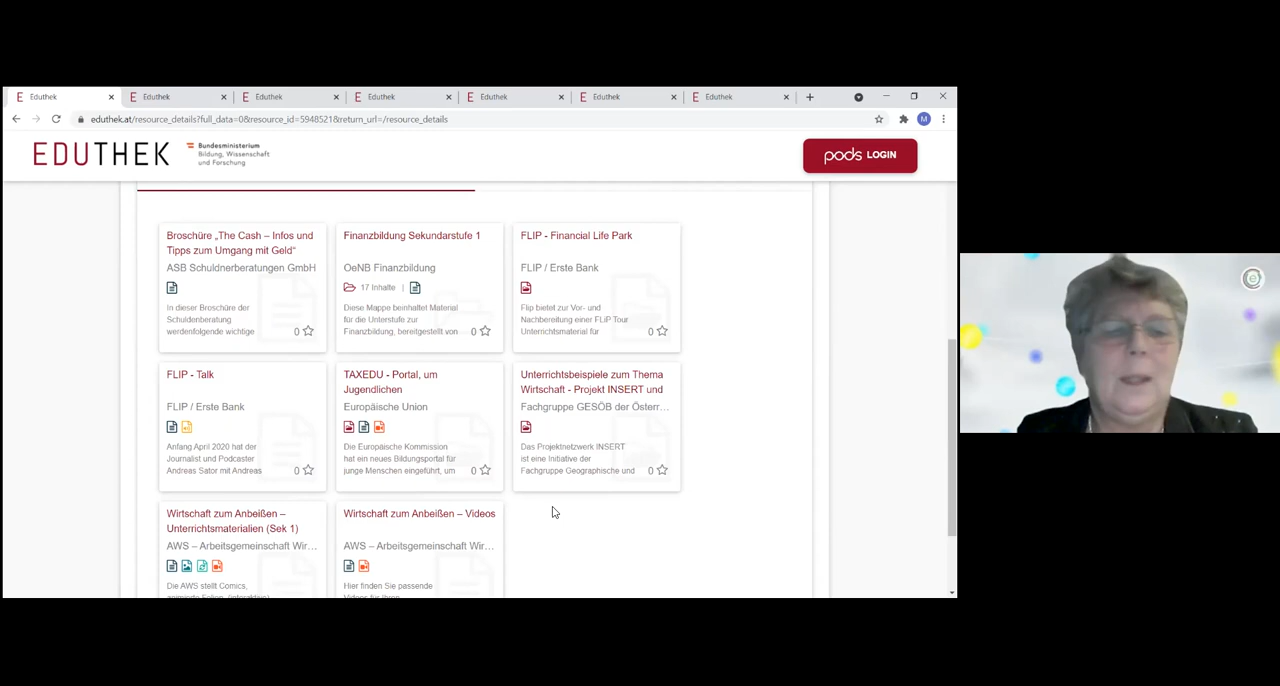 Eduthek
Eduthek
Eduthek
Eduthek
Eduthek
Eduthek
Eduthek
eduthek.at/resource_details?full_data=0&resource_id=5948521&return_url=/resource_details
M
EDUTHEK
Bundesministerium
Bildung, Wissenschaft
und Forschung
pods LOGIN
Broschüre „The Cash – Infos und
Tipps zum Umgang mit Geld“
ASB Schuldnerberatungen GmbH
In dieser Broschüre der
Schuldenberatung
werdenfolgende wichtige
0
Finanzbildung Sekundarstufe 1
OeNB Finanzbildung
17 Inhalte |
Diese Mappe beinhaltet Material
für die Unterstufe zur
Finanzbildung, bereitgestellt von
0
FLIP - Financial Life Park
FLIP / Erste Bank
Flip bietet zur Vor- und
Nachbereitung einer FLiP Tour
Unterrichtsmaterial für
0
FLIP - Talk
FLIP / Erste Bank
Anfang April 2020 hat der
Journalist und Podcaster
Andreas Sator mit Andreas
0
TAXEDU - Portal, um
Jugendlichen
Europäische Union
Die Europäische Kommission
hat ein neues Bildungsportal für
junge Menschen eingeführt, um
0
Unterrichtsbeispiele zum Thema
Wirtschaft - Projekt INSERT und
Fachgruppe GESÖB der Österr…
Das Projektnetzwerk INSERT
ist eine Initiative der
Fachgruppe Geographische und
0
Wirtschaft zum Anbeißen –
Unterrichtsmaterialien (Sek 1)
AWS – Arbeitsgemeinschaft Wir…
Die AWS stellt Comics,
animierte Folien, (interaktive)
Wirtschaft zum Anbeißen – Videos
AWS – Arbeitsgemeinschaft Wir…
Hier finden Sie passende
Videos für Ihren